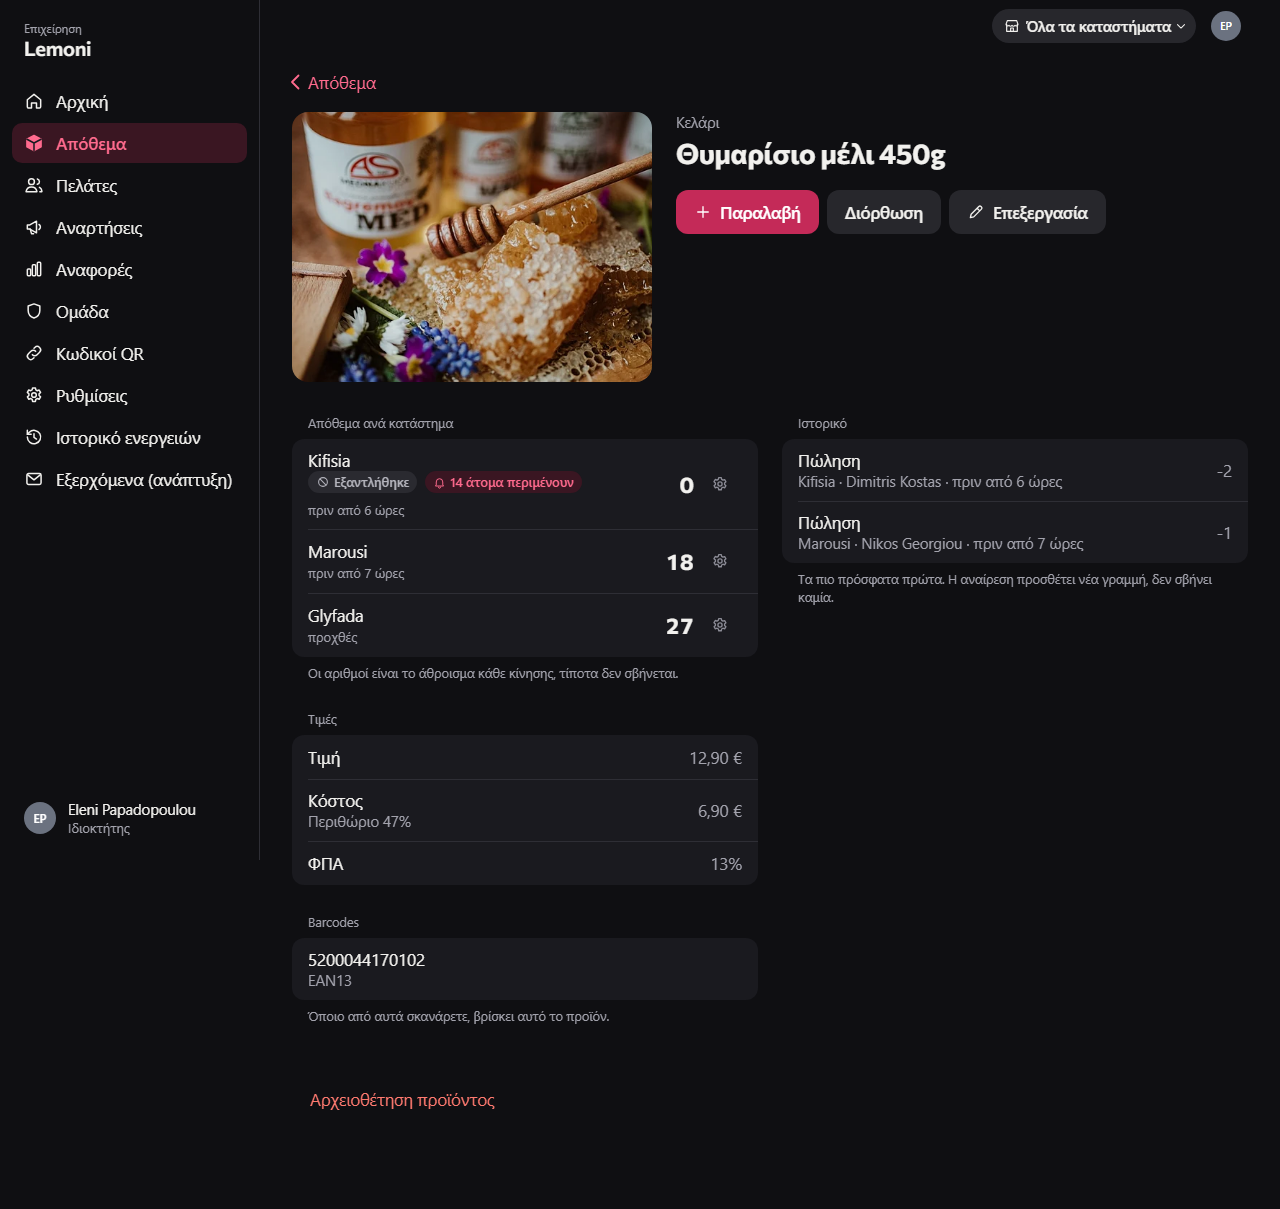 Επιχείρηση
Lemoni
Αρχική
Απόθεμα
Πελάτες
Αναρτήσεις
Αναφορές
Ομάδα
Κωδικοί QR
Ρυθμίσεις
Ιστορικό ενεργειών
Εξερχόμενα (ανάπτυξη)
EP
Eleni Papadopoulou
Ιδιοκτήτης
Όλα τα καταστήματα
EP
Απόθεμα
AS
MED
Κελάρι
Θυμαρίσιο μέλι 450g
Παραλαβή
Διόρθωση
Επεξεργασία
Απόθεμα ανά κατάστημα
Kifisia
Εξαντλήθηκε
14 άτομα περιμένουν
πριν από 6 ώρες
0
Marousi
πριν από 7 ώρες
18
Glyfada
προχθές
27
Οι αριθμοί είναι το άθροισμα κάθε κίνησης, τίποτα δεν σβήνεται.
Τιμές
Τιμή
12,90 €
Κόστος
Περιθώριο 47%
6,90 €
ΦΠΑ
13%
Barcodes
5200044170102
EAN13
Όποιο από αυτά σκανάρετε, βρίσκει αυτό το προϊόν.
Αρχειοθέτηση προϊόντος
Ιστορικό
Πώληση
Kifisia · Dimitris Kostas · πριν από 6 ώρες
-2
Πώληση
Marousi · Nikos Georgiou · πριν από 7 ώρες
-1
Τα πιο πρόσφατα πρώτα. Η αναίρεση προσθέτει νέα γραμμή, δεν σβήνει
καμία.